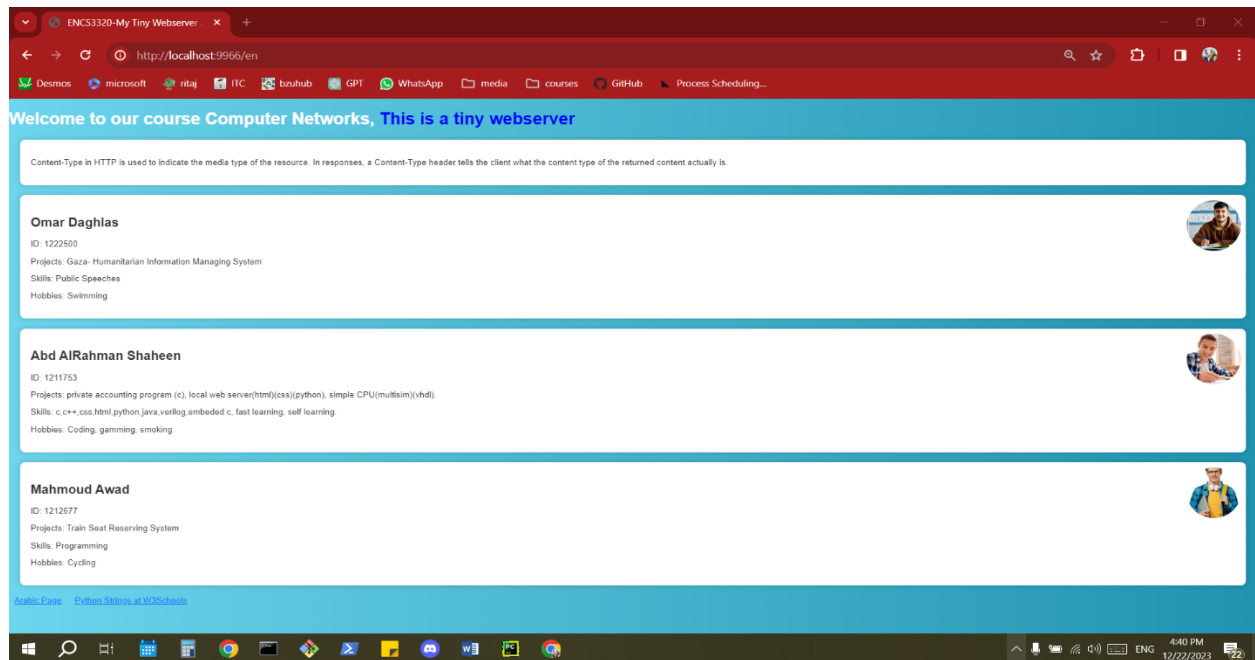 ENCS3320-My Tiny Webserver
http://localhost:9966/en
Desmos microsoft ritaj ITC bzuhub GPT WhatsApp media courses GitHub Process Scheduling...
Welcome to our course Computer Networks, This is a tiny webserver
Content-Type in HTTP is used to indicate the media type of the resource. In responses, a Content-Type header tells the client what the content type of the returned content actually is.
Omar Daghlas
ID: 1222500
Projects: Gaza- Humanitarian Information Managing System
Skills: Public Speeches
Hobbies: Swimming
Abd AlRahman Shaheen
ID: 1211753
Projects: private accounting program (c), local web server(html)(css)(python), simple CPU(multisim)(vhdl).
Skills: c,c++,css,html,python,java,verilog,embeded c, fast learning, self learning.
Hobbies: Coding, gamming, smoking.
Mahmoud Awad
ID: 1212677
Projects: Train Seat Reserving System
Skills: Programming
Hobbies: Cycling
Arabic Page Python Strings at W3Schools
ENG
4:40 PM
12/22/2023
22